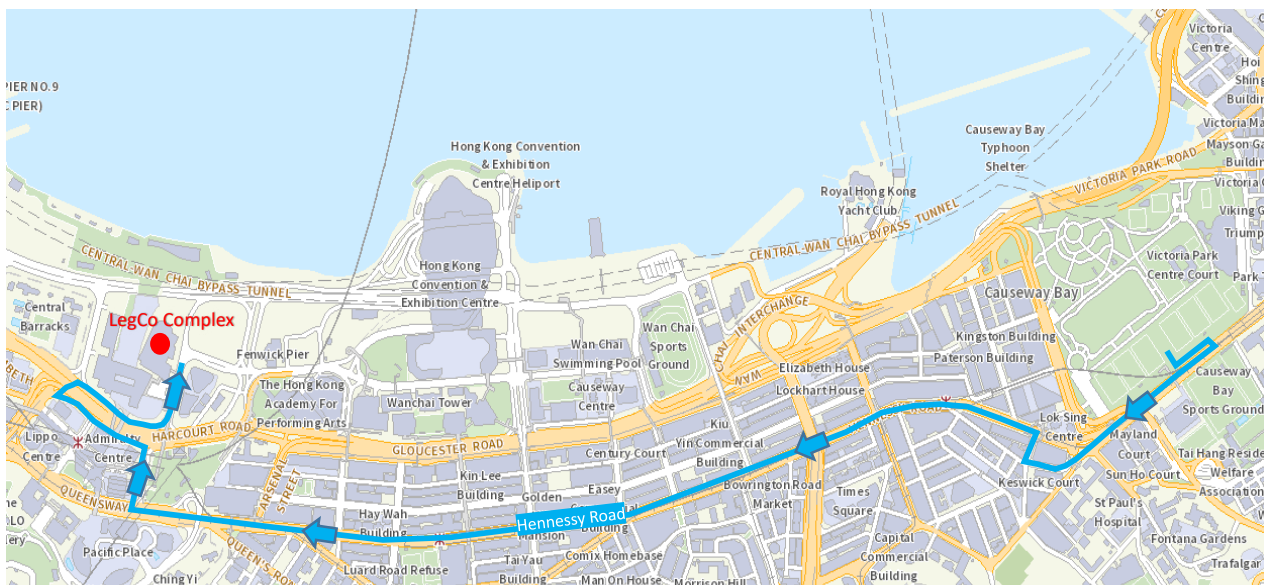 PIER NO.9
C PIER)
Victoria
Centre
Hoi
Shing
Building
Victoria
Mayson
Building
Victoria
Viking
Triump
Park T
Causeway Bay
Typhoon
Shelter
VICTORIA PARK ROAD
Hong Kong Convention
& Exhibition
Centre Heliport
Royal Hong Kong
Yacht Club
CENTRAL-WAN CHAI BYPASS TUNNEL
CENTRAL-WAN CHAI BYPASS TUNNEL
Victoria Park
Centre Court
Causeway Bay
Hong Kong
Convention &
Exhibition Centre
Central
Barracks
LegCo Complex
Fenwick Pier
Wan Chai
Swimming Pool
Wan Chai
Sports
Ground
WAN CHAI INTERCHANGE
Kingston Building
Paterson Building
Elizabeth House
Lockhart House
Causeway
Bay
Sports Ground
The Hong Kong
Academy For
Performing Arts
Wanchai Tower
Causeway
Centre
Lippo
Centre
Admiralty
Centre
HARCOURT ROAD
GLOUCESTER ROAD
Century Court
Kiu
Yin Commercial
Building
Lok Sing
Centre
Mayland
Court
Tai Hang
Welfare
Association
Sun Ho Court
Keswick Court
St Paul's
Hospital
Fontana Gardens
Trafalgar
QUEENSWAY
ARSENAL
STREET
Kin Lee
Building
Golden
Mansion
Easey
Building
Hennessy Road
Bowrington Road
Market
Times
Square
Capital
Commercial
Building
Hay Wah
Building
Pacific Place
Luard Road Refuse
Tai Yau
Building
Comix Homebase
Man On House
Morrison Hill
Ching Yi